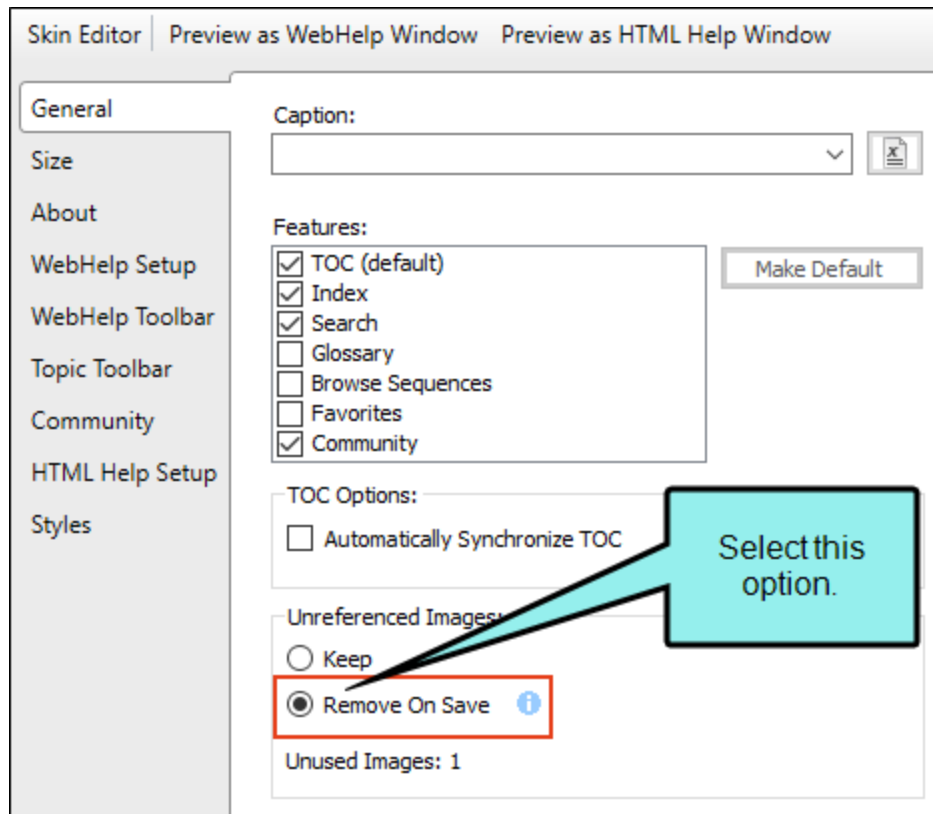 Skin Editor Preview as WebHelp Window Preview as HTML Help Window
General
Size
About
WebHelp Setup
WebHelp Toolbar
Topic Toolbar
Community
HTML Help Setup
Styles
Caption:
Features:
TOC (default)
Index
Search
Glossary
Browse Sequences
Favorites
Community
Make Default
TOC Options:
Automatically Synchronize TOC
Select this
option.
Unreferenced Images:
Keep
Remove On Save
Unused Images: 1